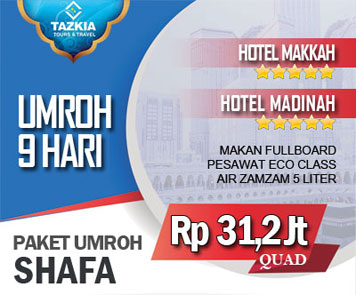 TAZKIA
TOURS & TRAVEL
HOTEL MAKKAH
HOTEL MADINAH
UMROH
9 HARI
MAKAN FULLBOARD
PESAWAT ECO CLASS
AIR ZAMZAM 5 LITER
PAKET UMROH
SHAFA
Rp 31,2 Jt
QUAD